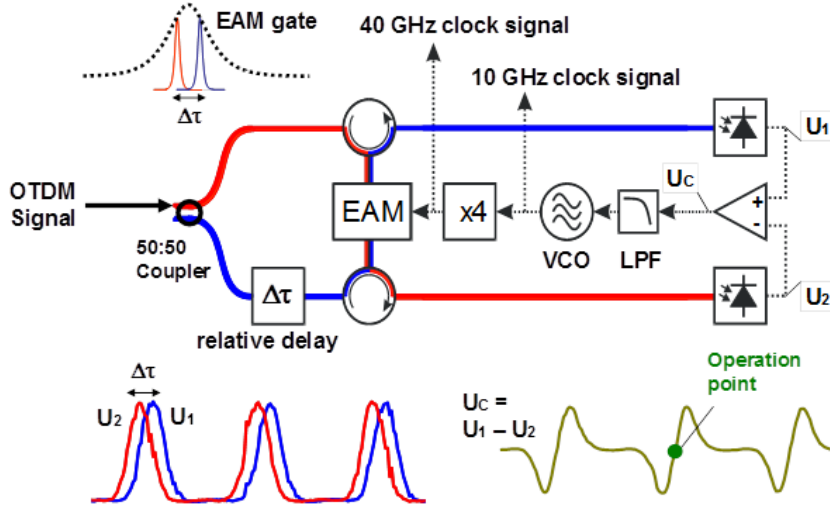 EAM gate
Δτ
40 GHz clock signal
10 GHz clock signal
U1
OTDM
Signal
50:50
Coupler
EAM
x4
VCO
LPF
UC
+
-
Δτ
relative delay
U2
Δτ
U2
U1
UC =
U1 – U2
Operation
point